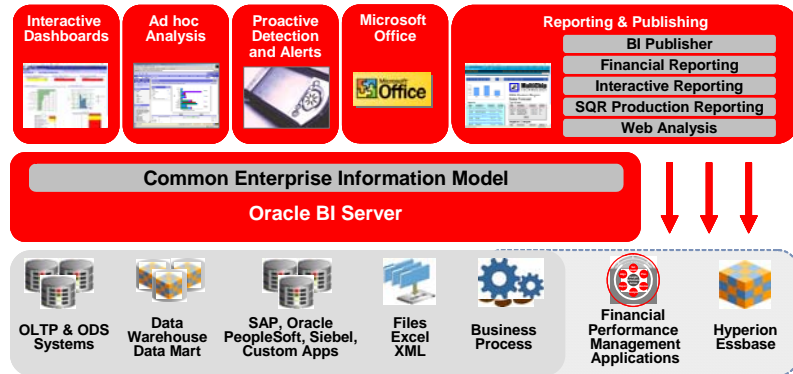 Interactive
Dashboards
Ad hoc
Analysis
Proactive
Detection
and Alerts
Microsoft
Office
Microsoft
Office
Reporting & Publishing
BI Publisher
Financial Reporting
Interactive Reporting
SQR Production Reporting
Web Analysis
Common Enterprise Information Model
Oracle BI Server
OLTP & ODS
Systems
Data
Warehouse
Data Mart
SAP, Oracle
PeopleSoft, Siebel,
Custom Apps
Files
Excel
XML
Business
Process
Financial
Performance
Management
Applications
Hyperion
Essbase